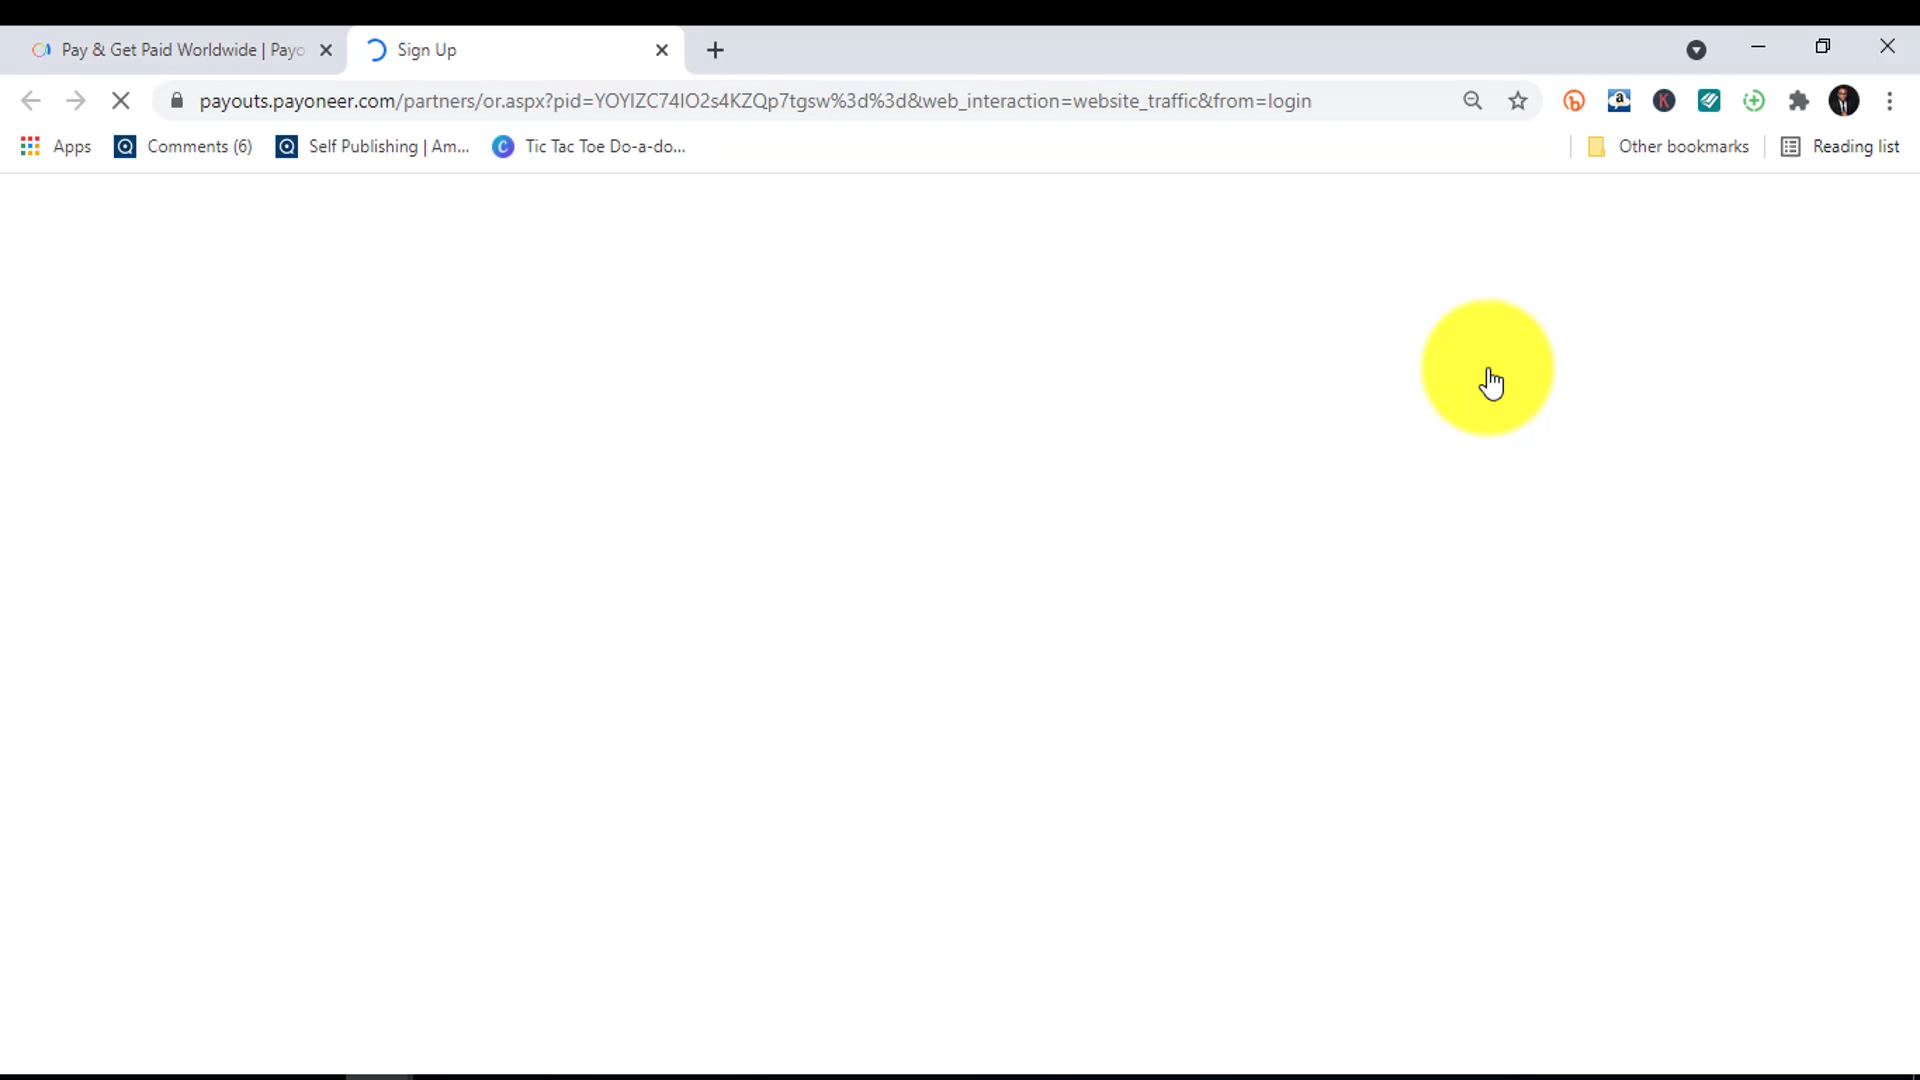 Pay & Get Paid Worldwide | Payo
Sign Up
payouts.payoneer.com/partners/or.aspx?pid=YOYIZC74IO2s4KZQp7tgsw%3d%3d&web_interaction=website_traffic&from=login
Apps
Comments (6)
Self Publishing | Am...
Tic Tac Toe Do-a-do...
Other bookmarks
Reading list